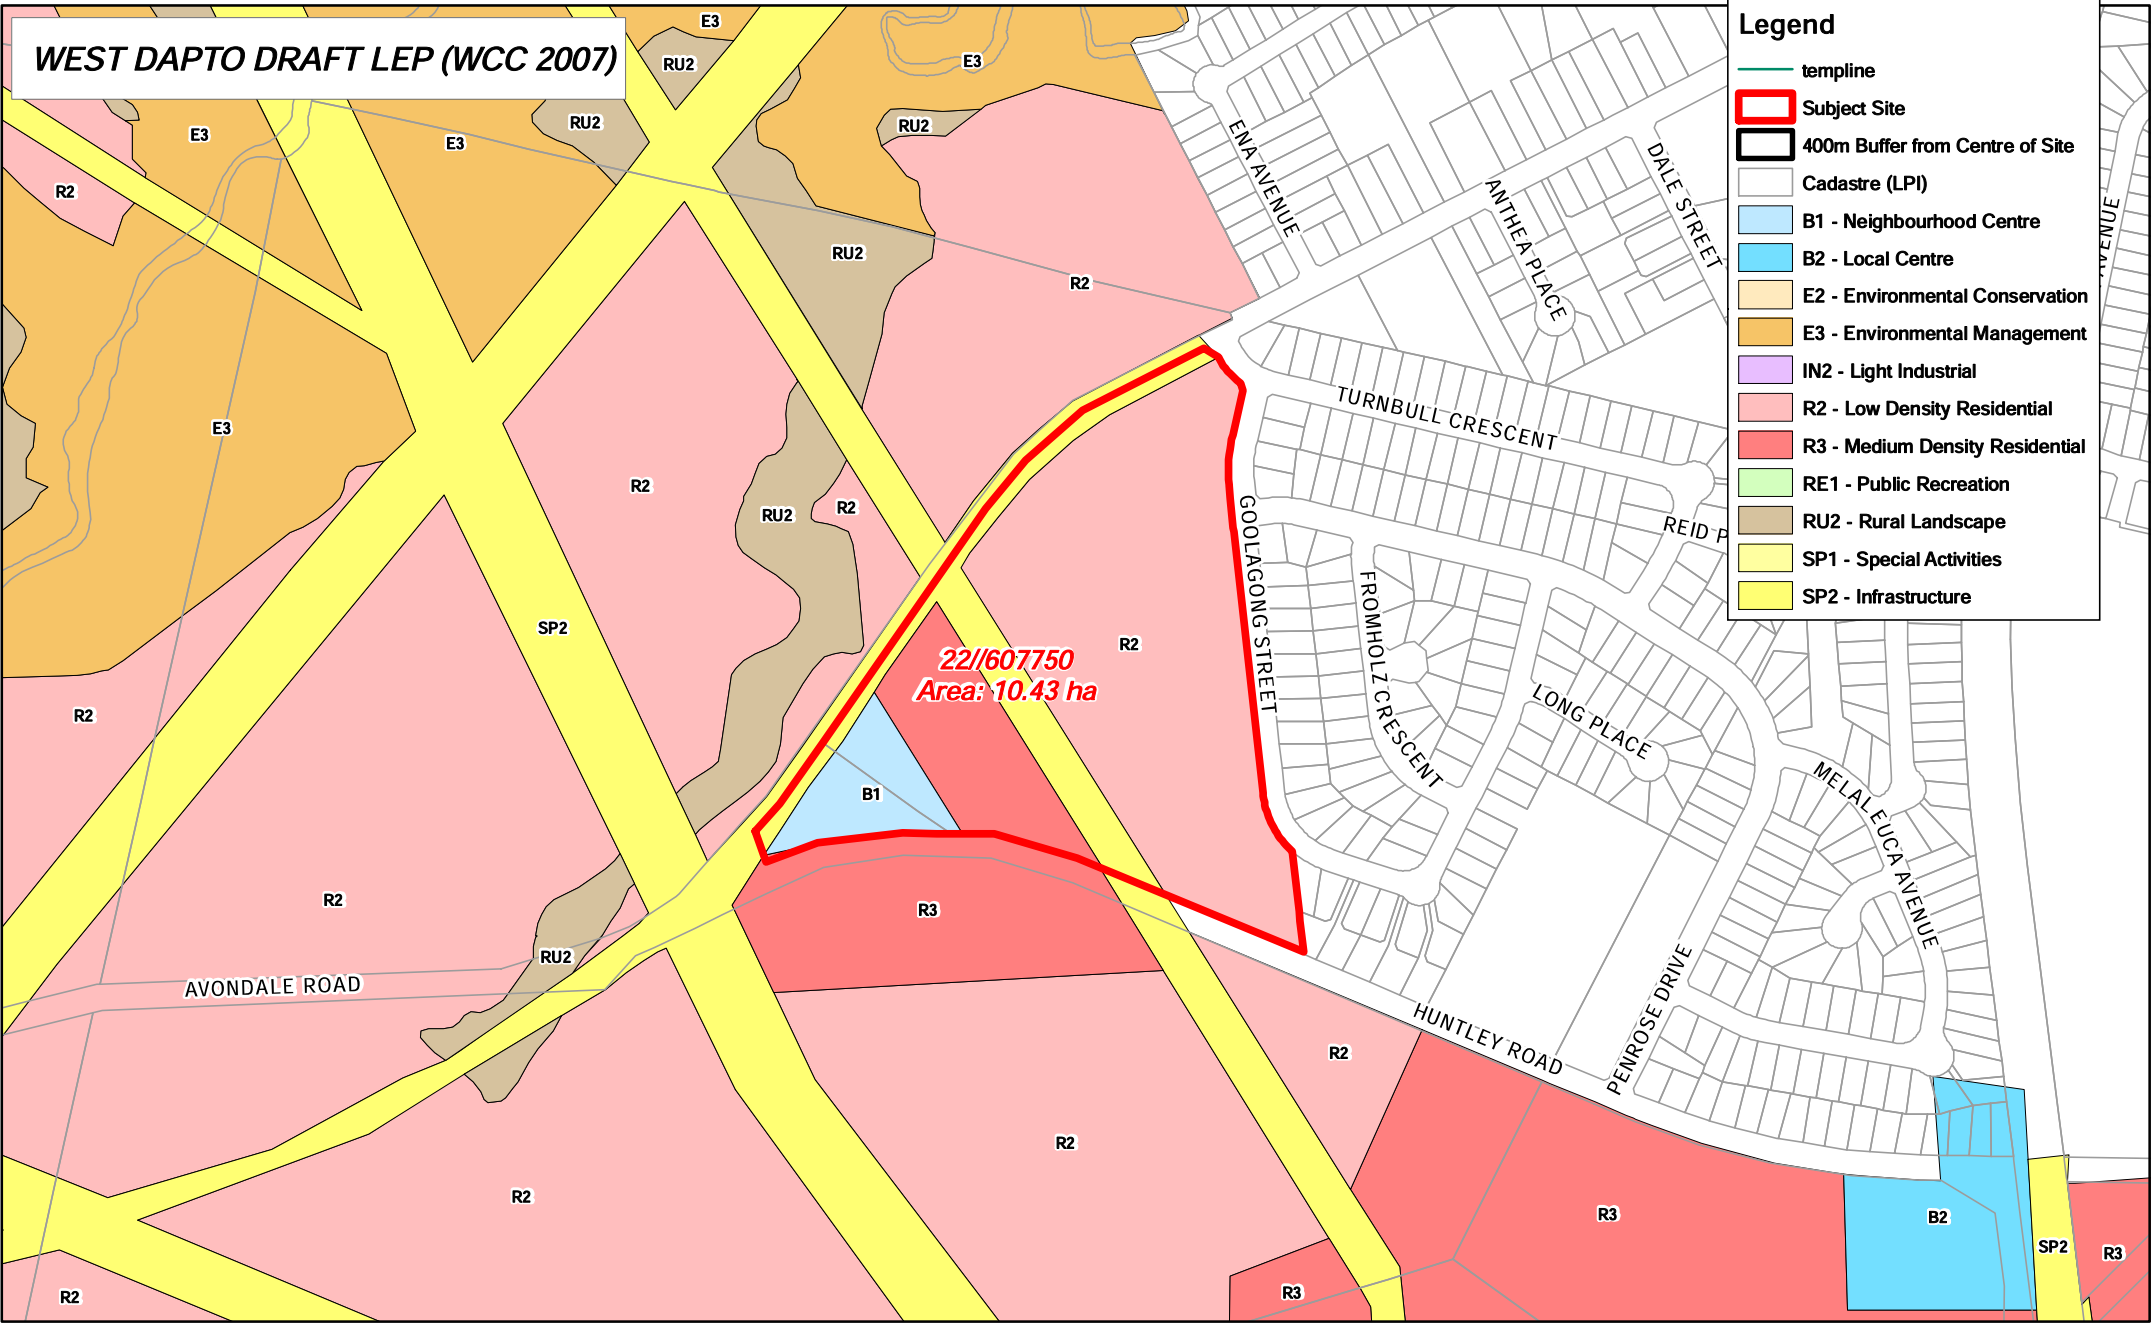 WEST DAPTO DRAFT LEP (WCC 2007)
Legend
templine
Subject Site
400m Buffer from Centre of Site
Cadastre (LPI)
B1 - Neighbourhood Centre
B2 - Local Centre
E2 - Environmental Conservation
E3 - Environmental Management
IN2 - Light Industrial
R2 - Low Density Residential
R3 - Medium Density Residential
RE1 - Public Recreation
RU2 - Rural Landscape
SP1 - Special Activities
SP2 - Infrastructure
E3
RU2
E3
RU2
RU2
E3
E3
R2
RU2
R2
E3
R2
RU2
R2
SP2
R2
22//607750
Area: 10.43 ha
R2
B1
R2
R3
RU2
AVONDALE ROAD
R2
R2
R2
R2
R3
R3
B2
SP2
R3
ENA AVENUE
ANTHEA PLACE
DALE STREET
AVENUE
TURNBULL CRESCENT
REID P
GOOLAGONG STREET
FROMHOLZ CRESCENT
LONG PLACE
MELALEUCA AVENUE
PENROSE DRIVE
HUNTLEY ROAD